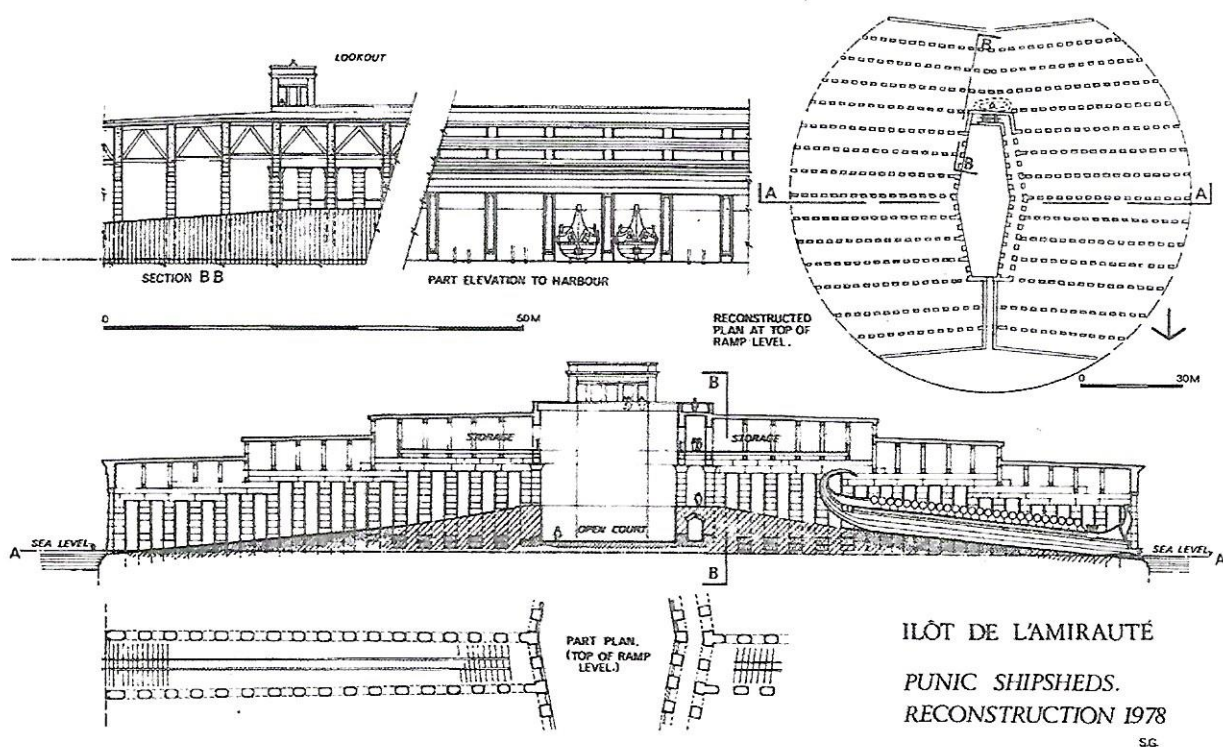 LOOKOUT
SECTION BB
PART ELEVATION TO HARBOUR
0 50M
B
B
A A
RECONSTRUCTED
PLAN AT TOP OF
RAMP LEVEL.
0 30M
B
STORAGE STORAGE
OPEN COURT
A SEA LEVEL SEA LEVEL A
B
PART PLAN.
(TOP OF RAMP
LEVEL.)
ILÔT DE L'AMIRAUTÉ
PUNIC SHIPSHEDS.
RECONSTRUCTION 1978
S.G.